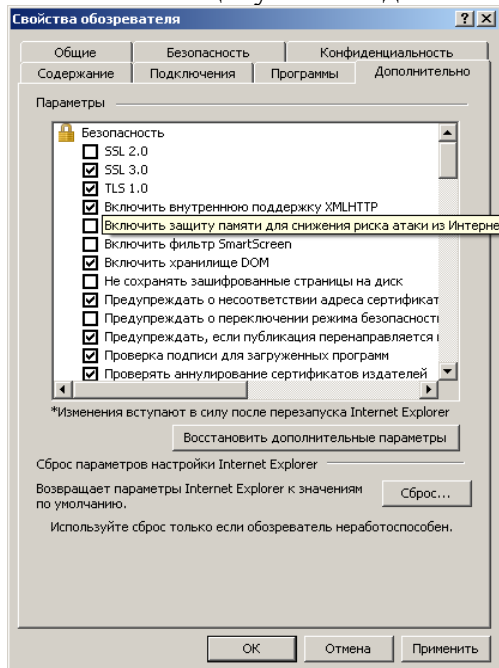 Свойства обозревателя
Общие
Безопасность
Конфиденциальность
Содержание
Подключения
Программы
Дополнительно
Параметры
Безопасность
SSL 2.0
SSL 3.0
TLS 1.0
Включить внутреннюю поддержку XMLHTTP
Включить защиту памяти для снижения риска атаки из Интерне
Включить фильтр SmartScreen
Включить хранилище DOM
Не сохранять зашифрованные страницы на диск
Предупреждать о несоответствии адреса сертификат
Предупреждать о переключении режима безопасности
Предупреждать, если публикация перенаправляется
Проверка подписи для загруженных программ
Проверять аннулирование сертификатов издателей
*Изменения вступают в силу после перезапуска Internet Explorer
Восстановить дополнительные параметры
Сброс параметров настройки Internet Explorer
Возвращает параметры Internet Explorer к значениям
по умолчанию.
Сброс...
Используйте сброс только если обозреватель неработоспособен.
ОК
Отмена
Применить